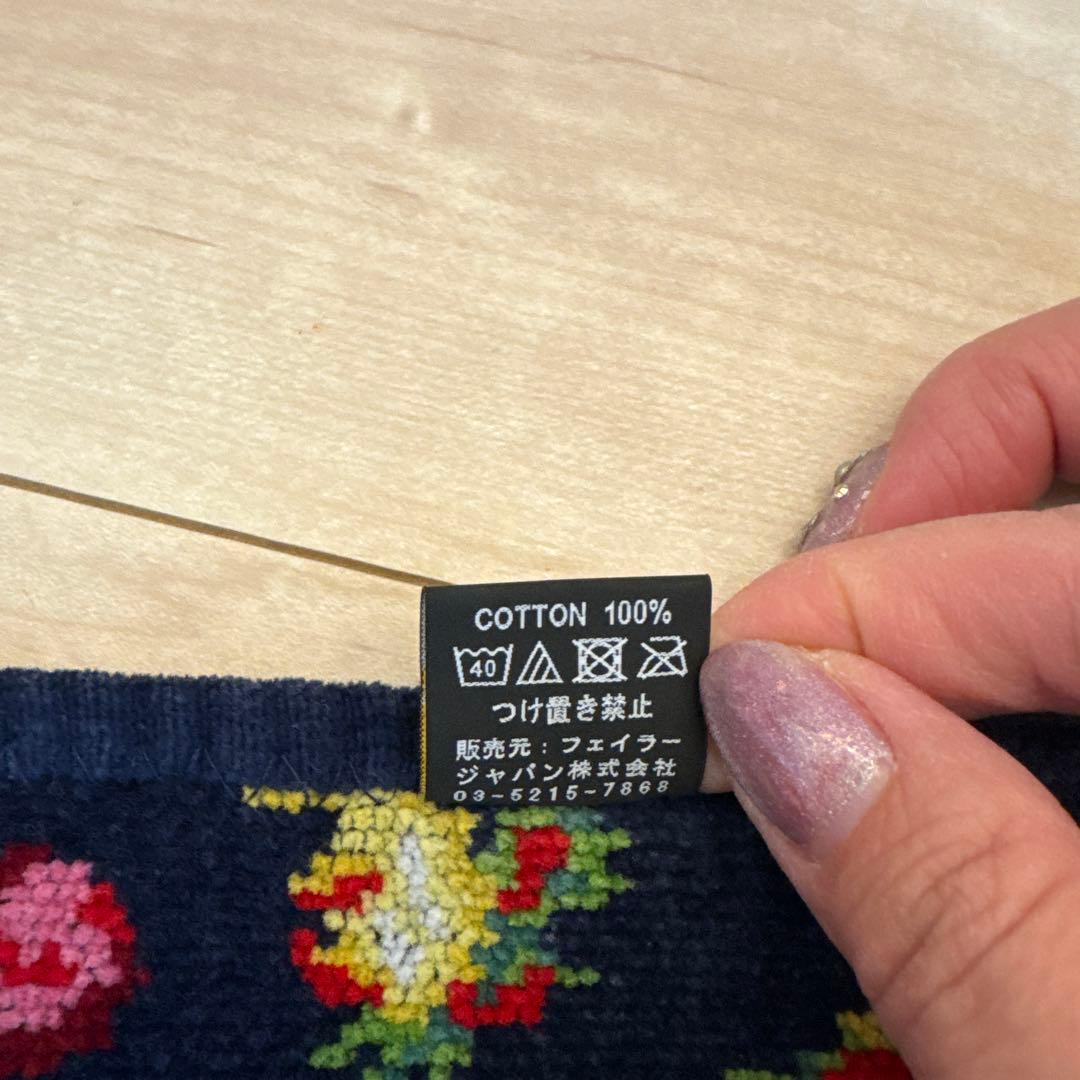 COTTON 100%
40
つけ置き禁止
販売元：フェイラー
ジャパン株式会社
03-5215-7868